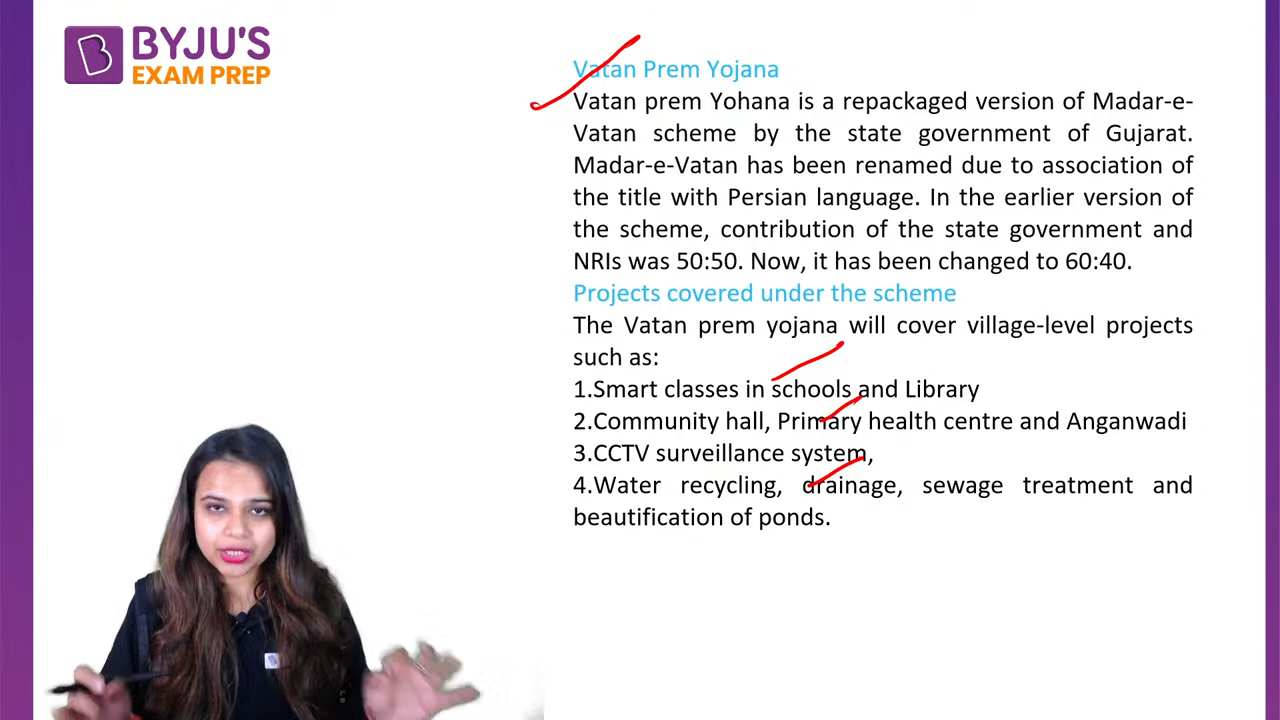 BYJU'S
EXAM PREP
Vatan Prem Yojana
Vatan prem Yohana is a repackaged version of Madar-e-
Vatan scheme by the state government of Gujarat.
Madar-e-Vatan has been renamed due to association of
the title with Persian language. In the earlier version of
the scheme, contribution of the state government and
NRIs was 50:50. Now, it has been changed to 60:40.
Projects covered under the scheme
The Vatan prem yojana will cover village-level projects
such as:
1.Smart classes in schools and Library
2.Community hall, Primary health centre and Anganwadi
3.CCTV surveillance system,
4.Water recycling, drainage, sewage treatment and
beautification of ponds.